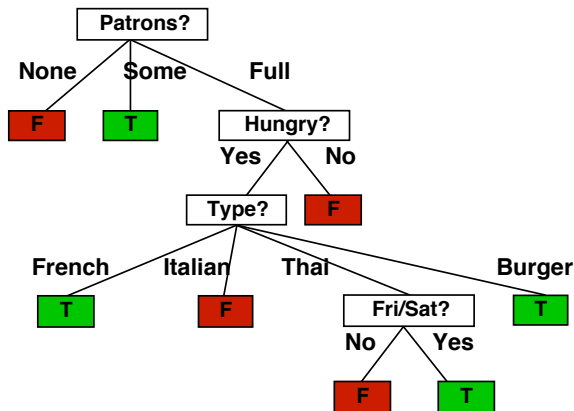 Patrons?
None Some Full
F T Hungry?
Yes No
Type? F
French Italian Thai Burger
T F Fri/Sat? T
No Yes
F T